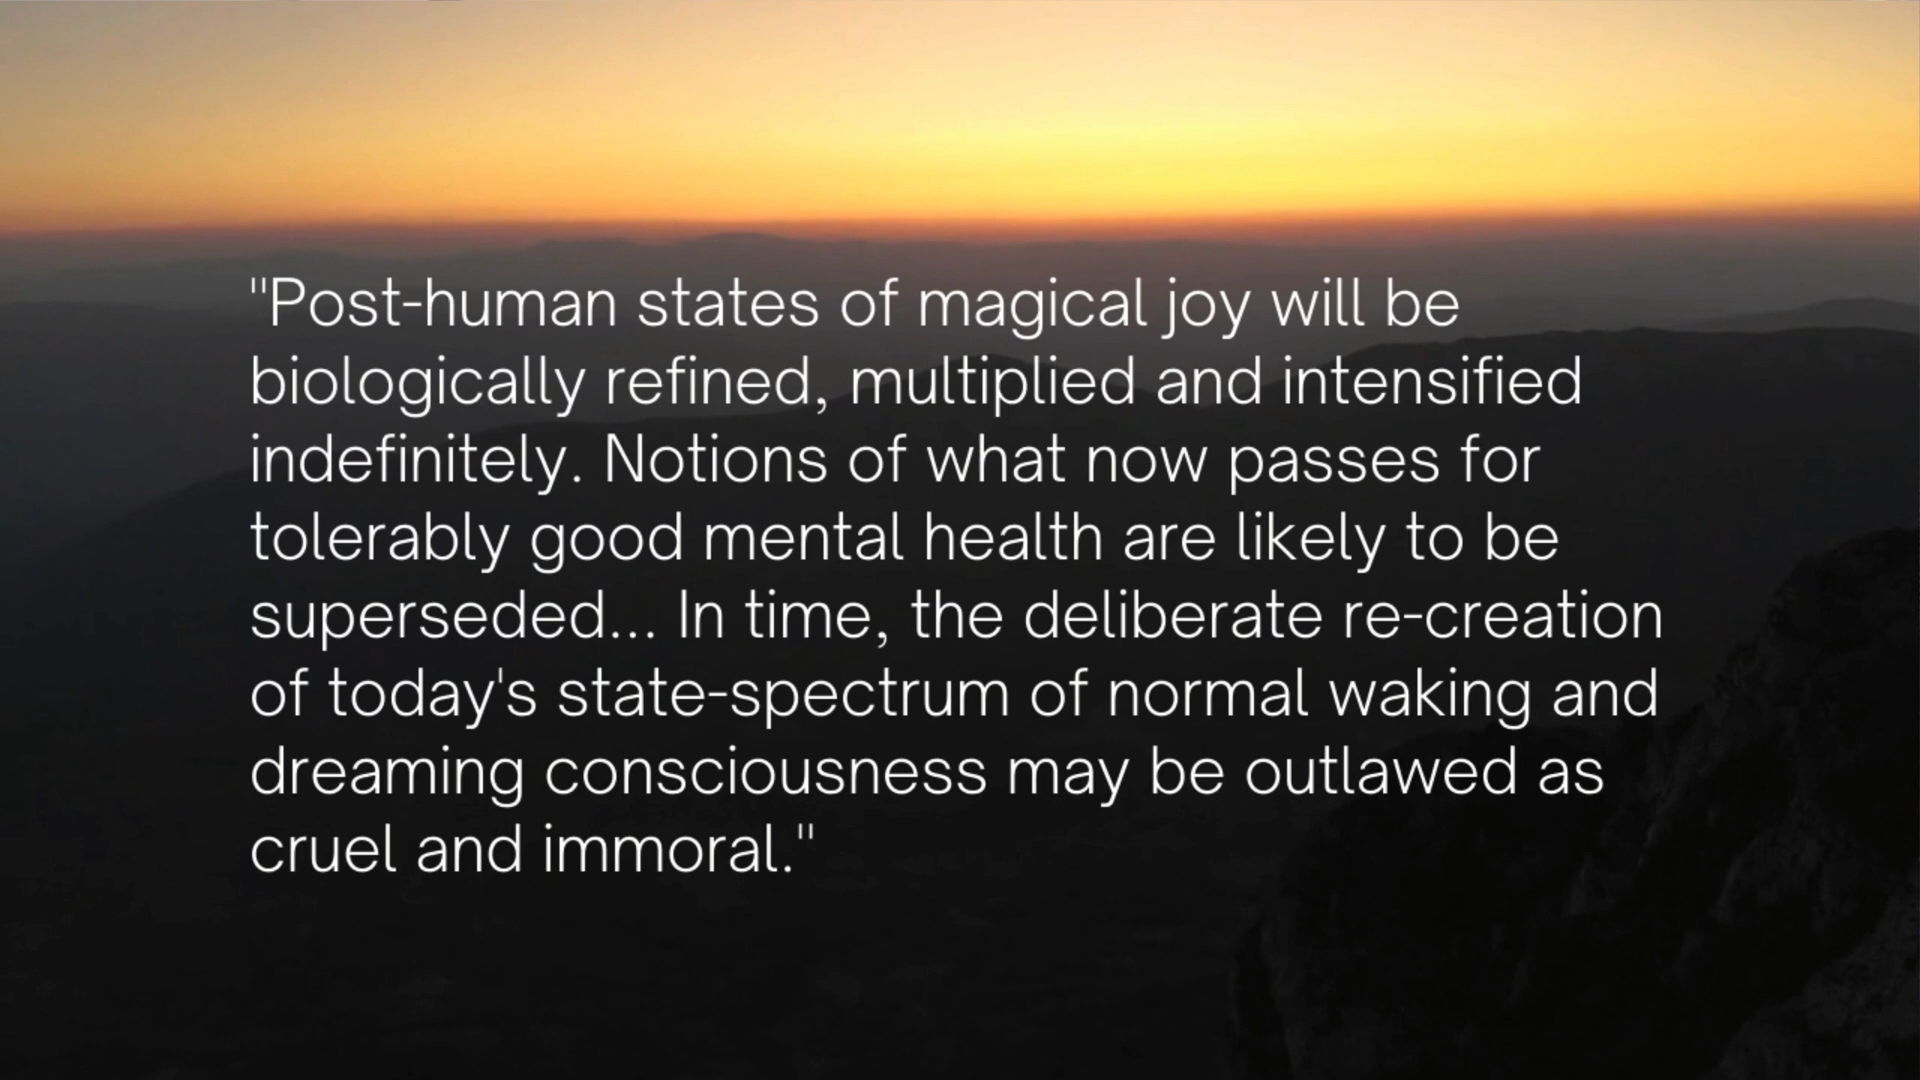 "Post-human states of magical joy will be
biologically refined, multiplied and intensified
indefinitely. Notions of what now passes for
tolerably good mental health are likely to be
superseded... In time, the deliberate re-creation
of today's state-spectrum of normal waking and
dreaming consciousness may be outlawed as
cruel and immoral."